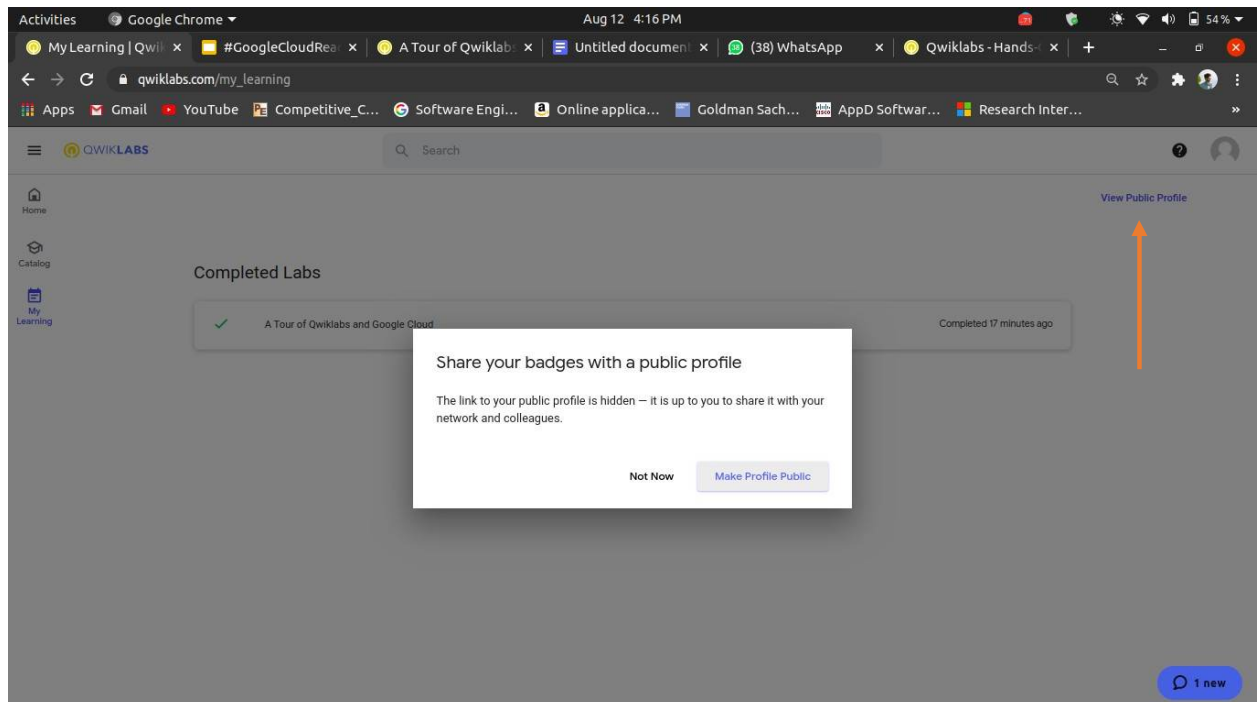 Activities Google Chrome Aug 12 4:16 PM 54 %
My Learning | Qwik #GoogleCloudRea A Tour of Qwiklabs Untitled document (38) WhatsApp Qwiklabs - Hands-
qwiklabs.com/my_learning
Apps Gmail YouTube Competitive_C... Software Engi... Online applica... Goldman Sach... AppD Softwar... Research Inter... »
QWIKLABS Search
Home
View Public Profile
Catalog
Completed Labs
My
Learning
A Tour of Qwiklabs and Google Cloud Completed 17 minutes ago
Share your badges with a public profile
The link to your public profile is hidden — it is up to you to share it with your
network and colleagues.
Not Now Make Profile Public
1 new